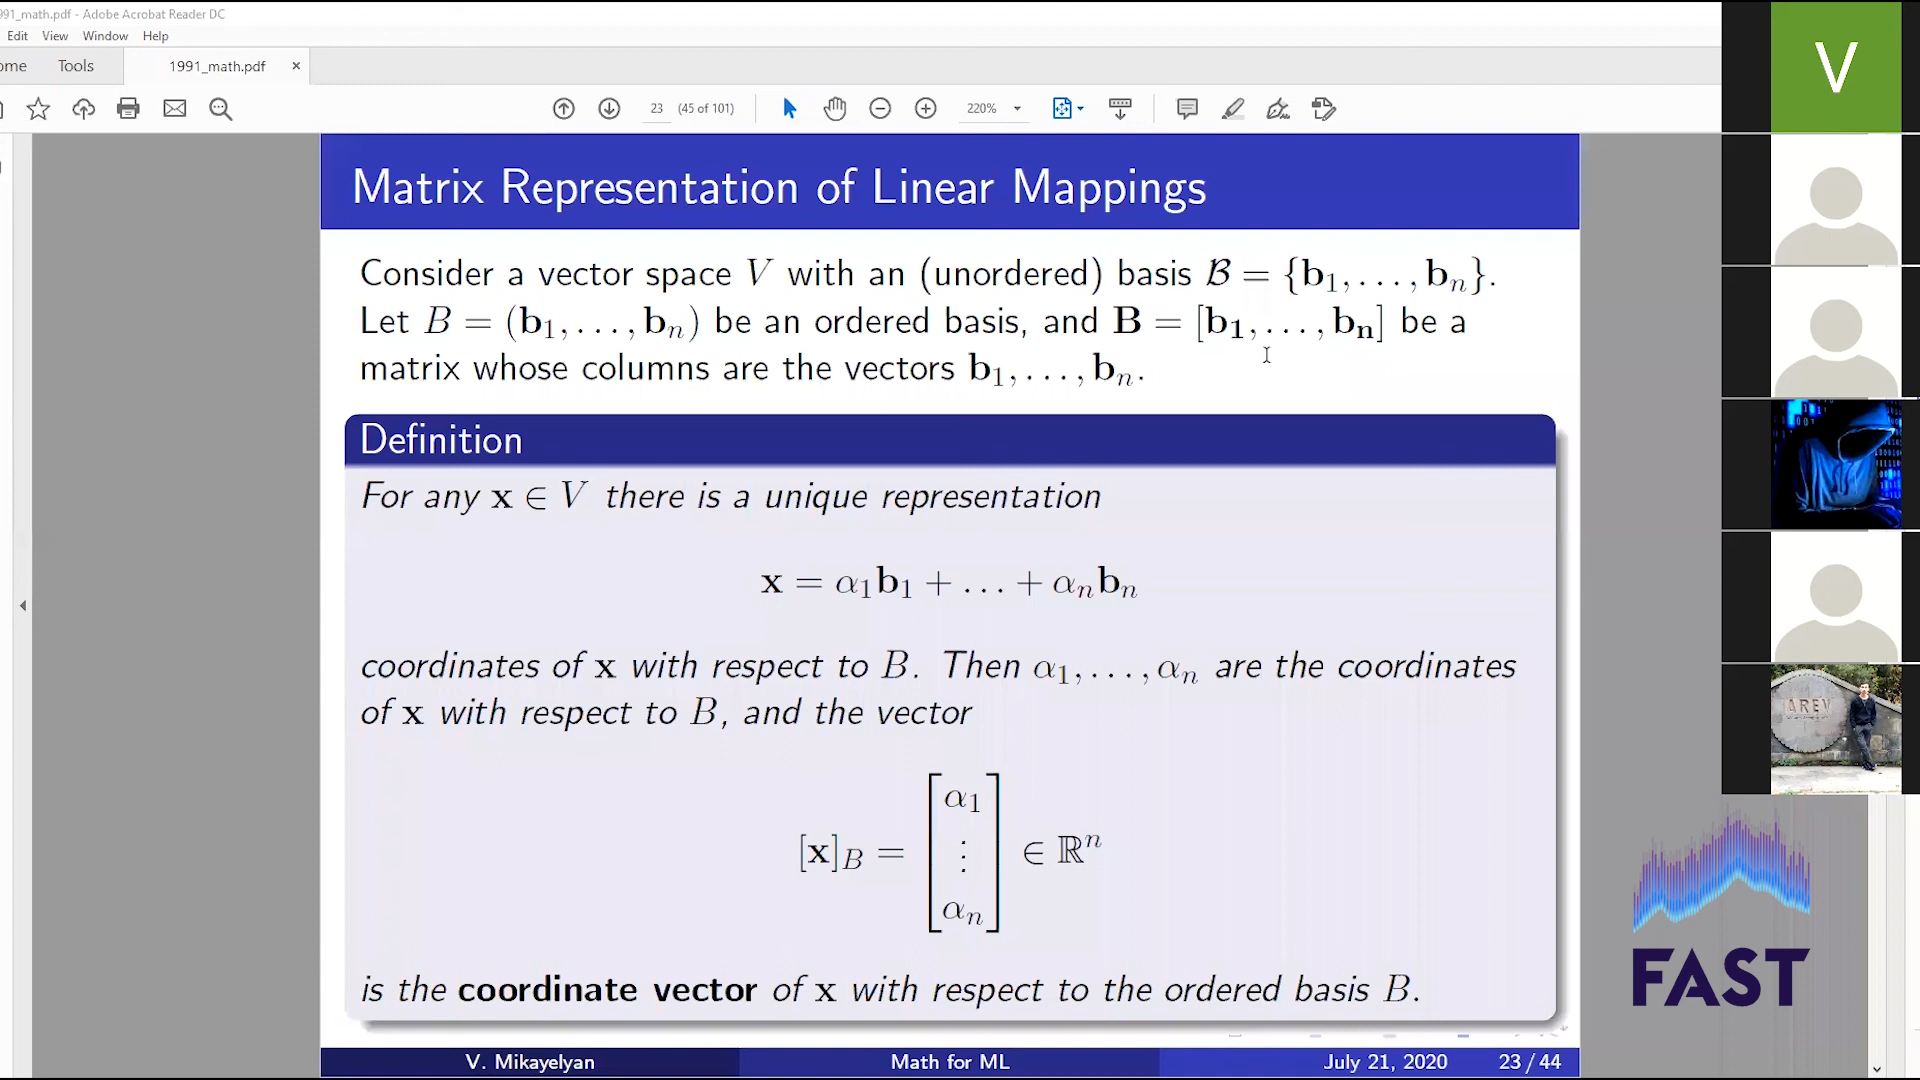 991_math.pdf - Adobe Acrobat Reader DC
Edit View Window Help
ome Tools 1991_math.pdf ×
23 (45 of 101) 220%
Matrix Representation of Linear Mappings
Consider a vector space V with an (unordered) basis ℬ = {b₁, . . . , bₙ}.
Let B = (b₁, . . . , bₙ) be an ordered basis, and B = [b₁, . . . , bₙ] be a
matrix whose columns are the vectors b₁, . . . , bₙ.
Definition
For any x ∈ V there is a unique representation
x = α₁b₁ + . . . + αₙbₙ
coordinates of x with respect to B. Then α₁, . . . , αₙ are the coordinates
of x with respect to B, and the vector
[x]_B = [α₁ ⋮ αₙ] ∈ ℝⁿ
is the coordinate vector of x with respect to the ordered basis B.
V. Mikayelyan Math for ML July 21, 2020 23 / 44
V
AREV
FAST